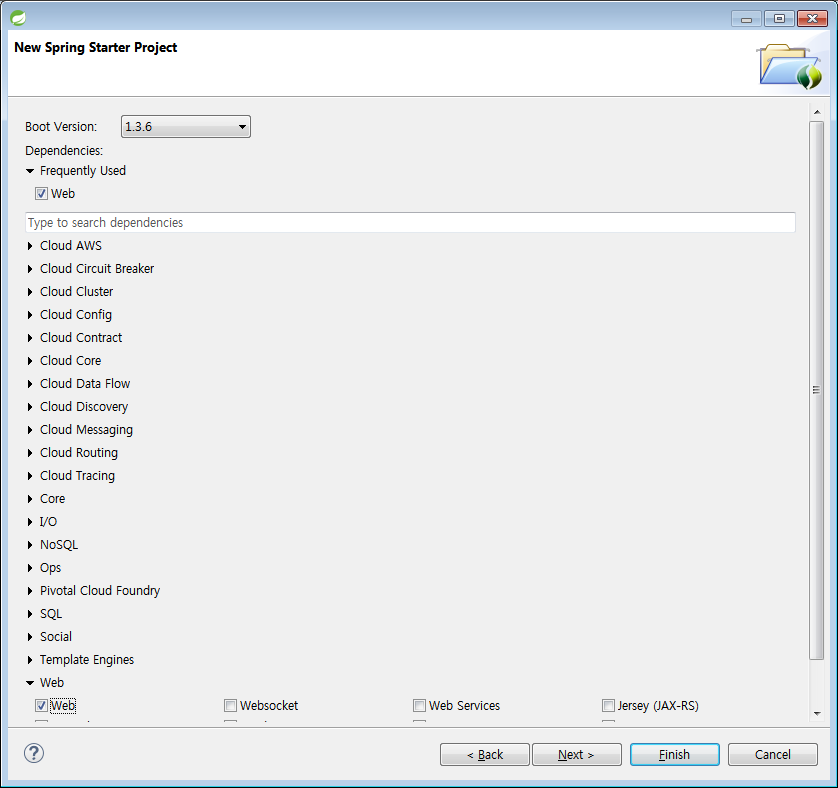 New Spring Starter Project
Boot Version: 1.3.6
Dependencies:
Frequently Used
Web
Type to search dependencies
Cloud AWS
Cloud Circuit Breaker
Cloud Cluster
Cloud Config
Cloud Contract
Cloud Core
Cloud Data Flow
Cloud Discovery
Cloud Messaging
Cloud Routing
Cloud Tracing
Core
I/O
NoSQL
Ops
Pivotal Cloud Foundry
SQL
Social
Template Engines
Web
Web Websocket Web Services Jersey (JAX-RS)
? < Back Next > Finish Cancel